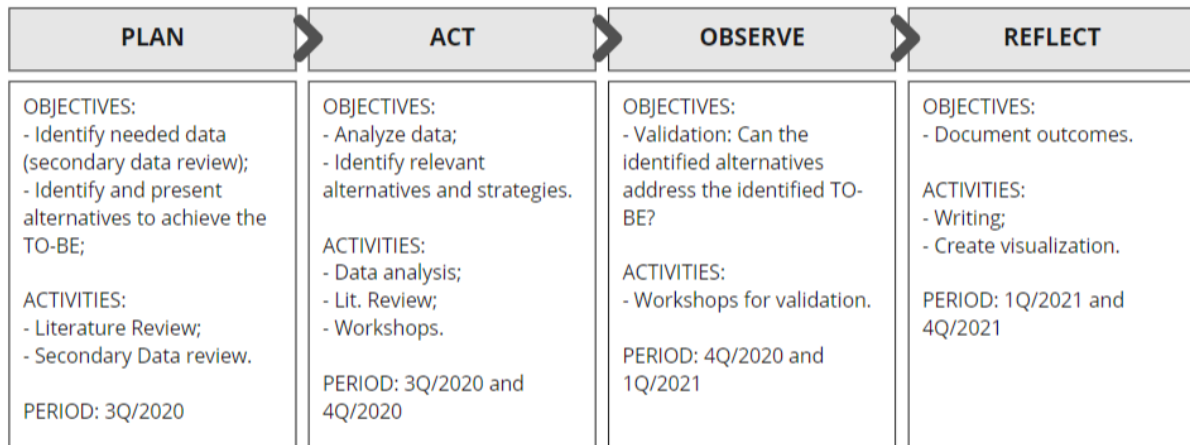 PLAN
ACT
OBSERVE
REFLECT
OBJECTIVES:
- Identify needed data
(secondary data review);
- Identify and present
alternatives to achieve the
TO-BE;
ACTIVITIES:
- Literature Review;
- Secondary Data review.
PERIOD: 3Q/2020
OBJECTIVES:
- Analyze data;
- Identify relevant
alternatives and strategies.
ACTIVITIES:
- Data analysis;
- Lit. Review;
- Workshops.
PERIOD: 3Q/2020 and
4Q/2020
OBJECTIVES:
- Validation: Can the
identified alternatives
address the identified TO-
BE?
ACTIVITIES:
- Workshops for validation.
PERIOD: 4Q/2020 and
1Q/2021
OBJECTIVES:
- Document outcomes.
ACTIVITIES:
- Writing;
- Create visualization.
PERIOD: 1Q/2021 and
4Q/2021